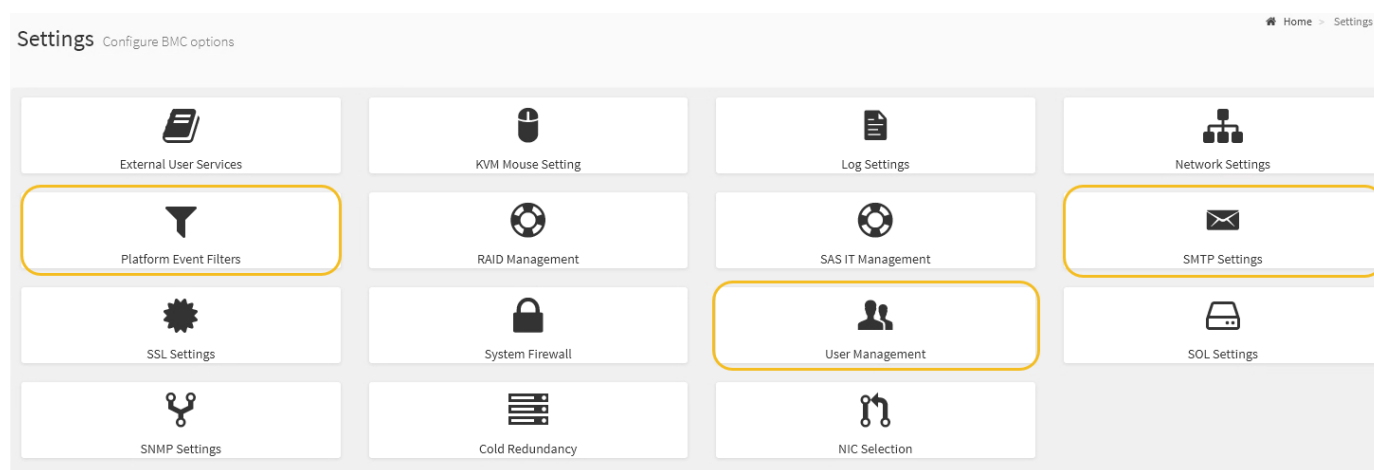 Home > Settings
Settings Configure BMC options
External User Services
KVM Mouse Setting
Log Settings
Network Settings
Platform Event Filters
RAID Management
SAS IT Management
SMTP Settings
SSL Settings
System Firewall
User Management
SOL Settings
SNMP Settings
Cold Redundancy
NIC Selection